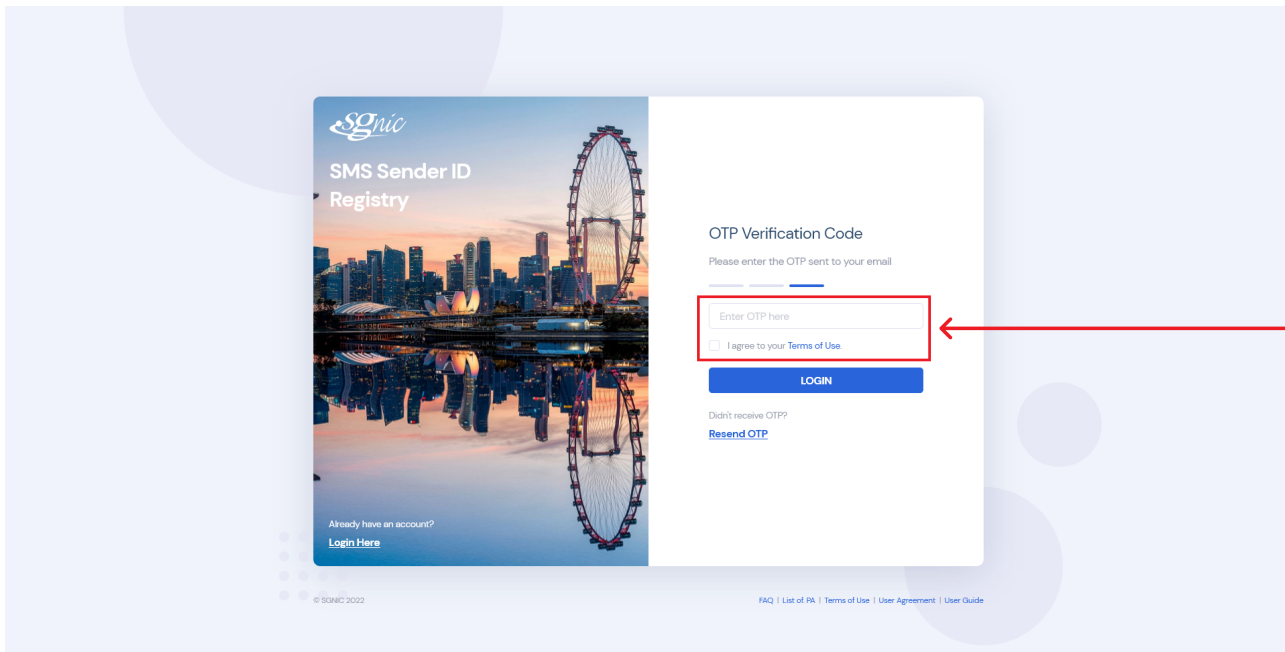 sgnic
SMS Sender ID
Registry
OTP Verification Code
Please enter the OTP sent to your email
Enter OTP here
I agree to your Terms of Use.
LOGIN
Didn't receive OTP?
Resend OTP
Already have an account?
Login Here
© SGNIC 2022
FAQ | List of. PA | Terms of Use | User Agreement | User Guide